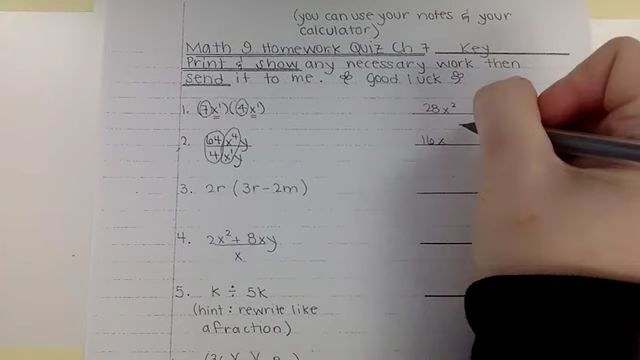 (you can use your notes & your
calculator)
Math 9 Homework Quiz Ch 7 Key
Print & show any necessary work then
send it to me. good luck
1. (7x¹)(4x¹) 28x²
2. 64x⁴y 16x
4x¹y
3. 2r (3r-2m)
4. 2x² + 8xy
x
5. k ÷ 5k
(hint: rewrite like
a fraction)